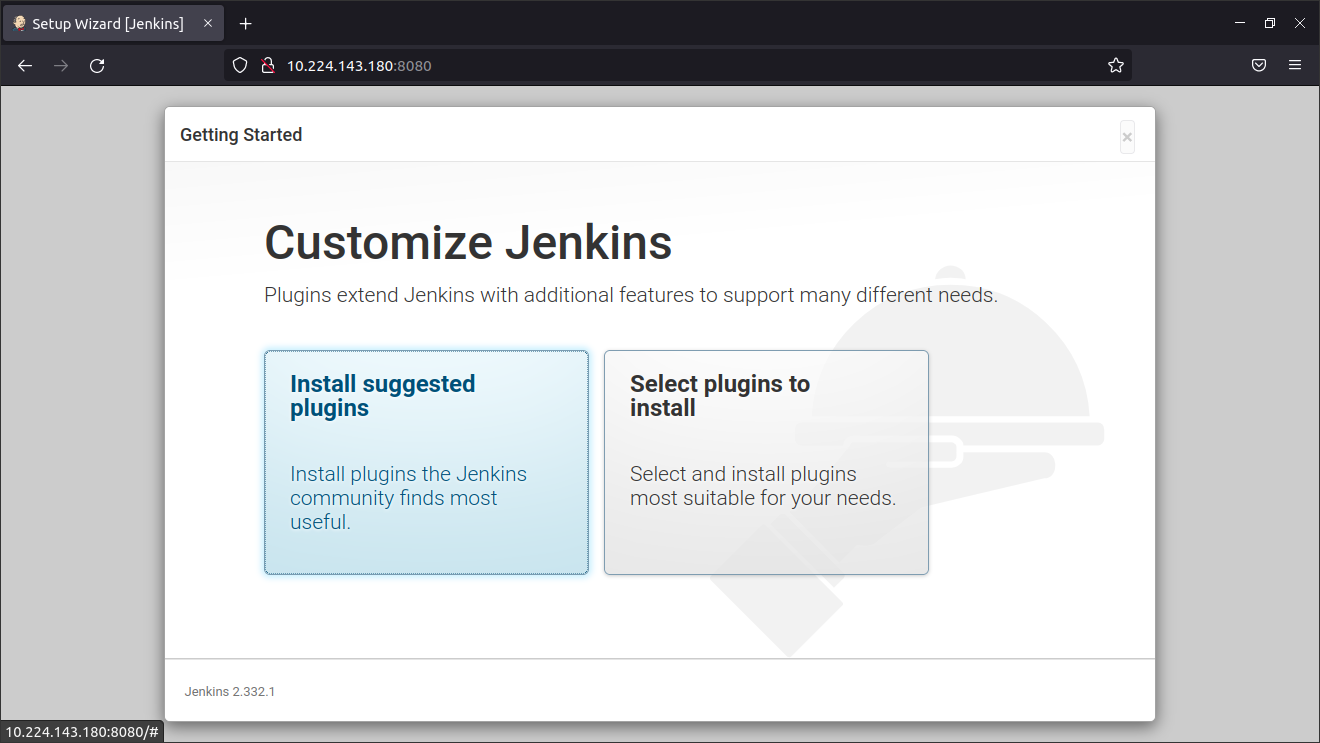 Setup Wizard [Jenkins]
10.224.143.180:8080
Getting Started
Customize Jenkins
Plugins extend Jenkins with additional features to support many different needs.
Install suggested
plugins
Install plugins the Jenkins
community finds most
useful.
Select plugins to
install
Select and install plugins
most suitable for your needs.
Jenkins 2.332.1
10.224.143.180:8080/#